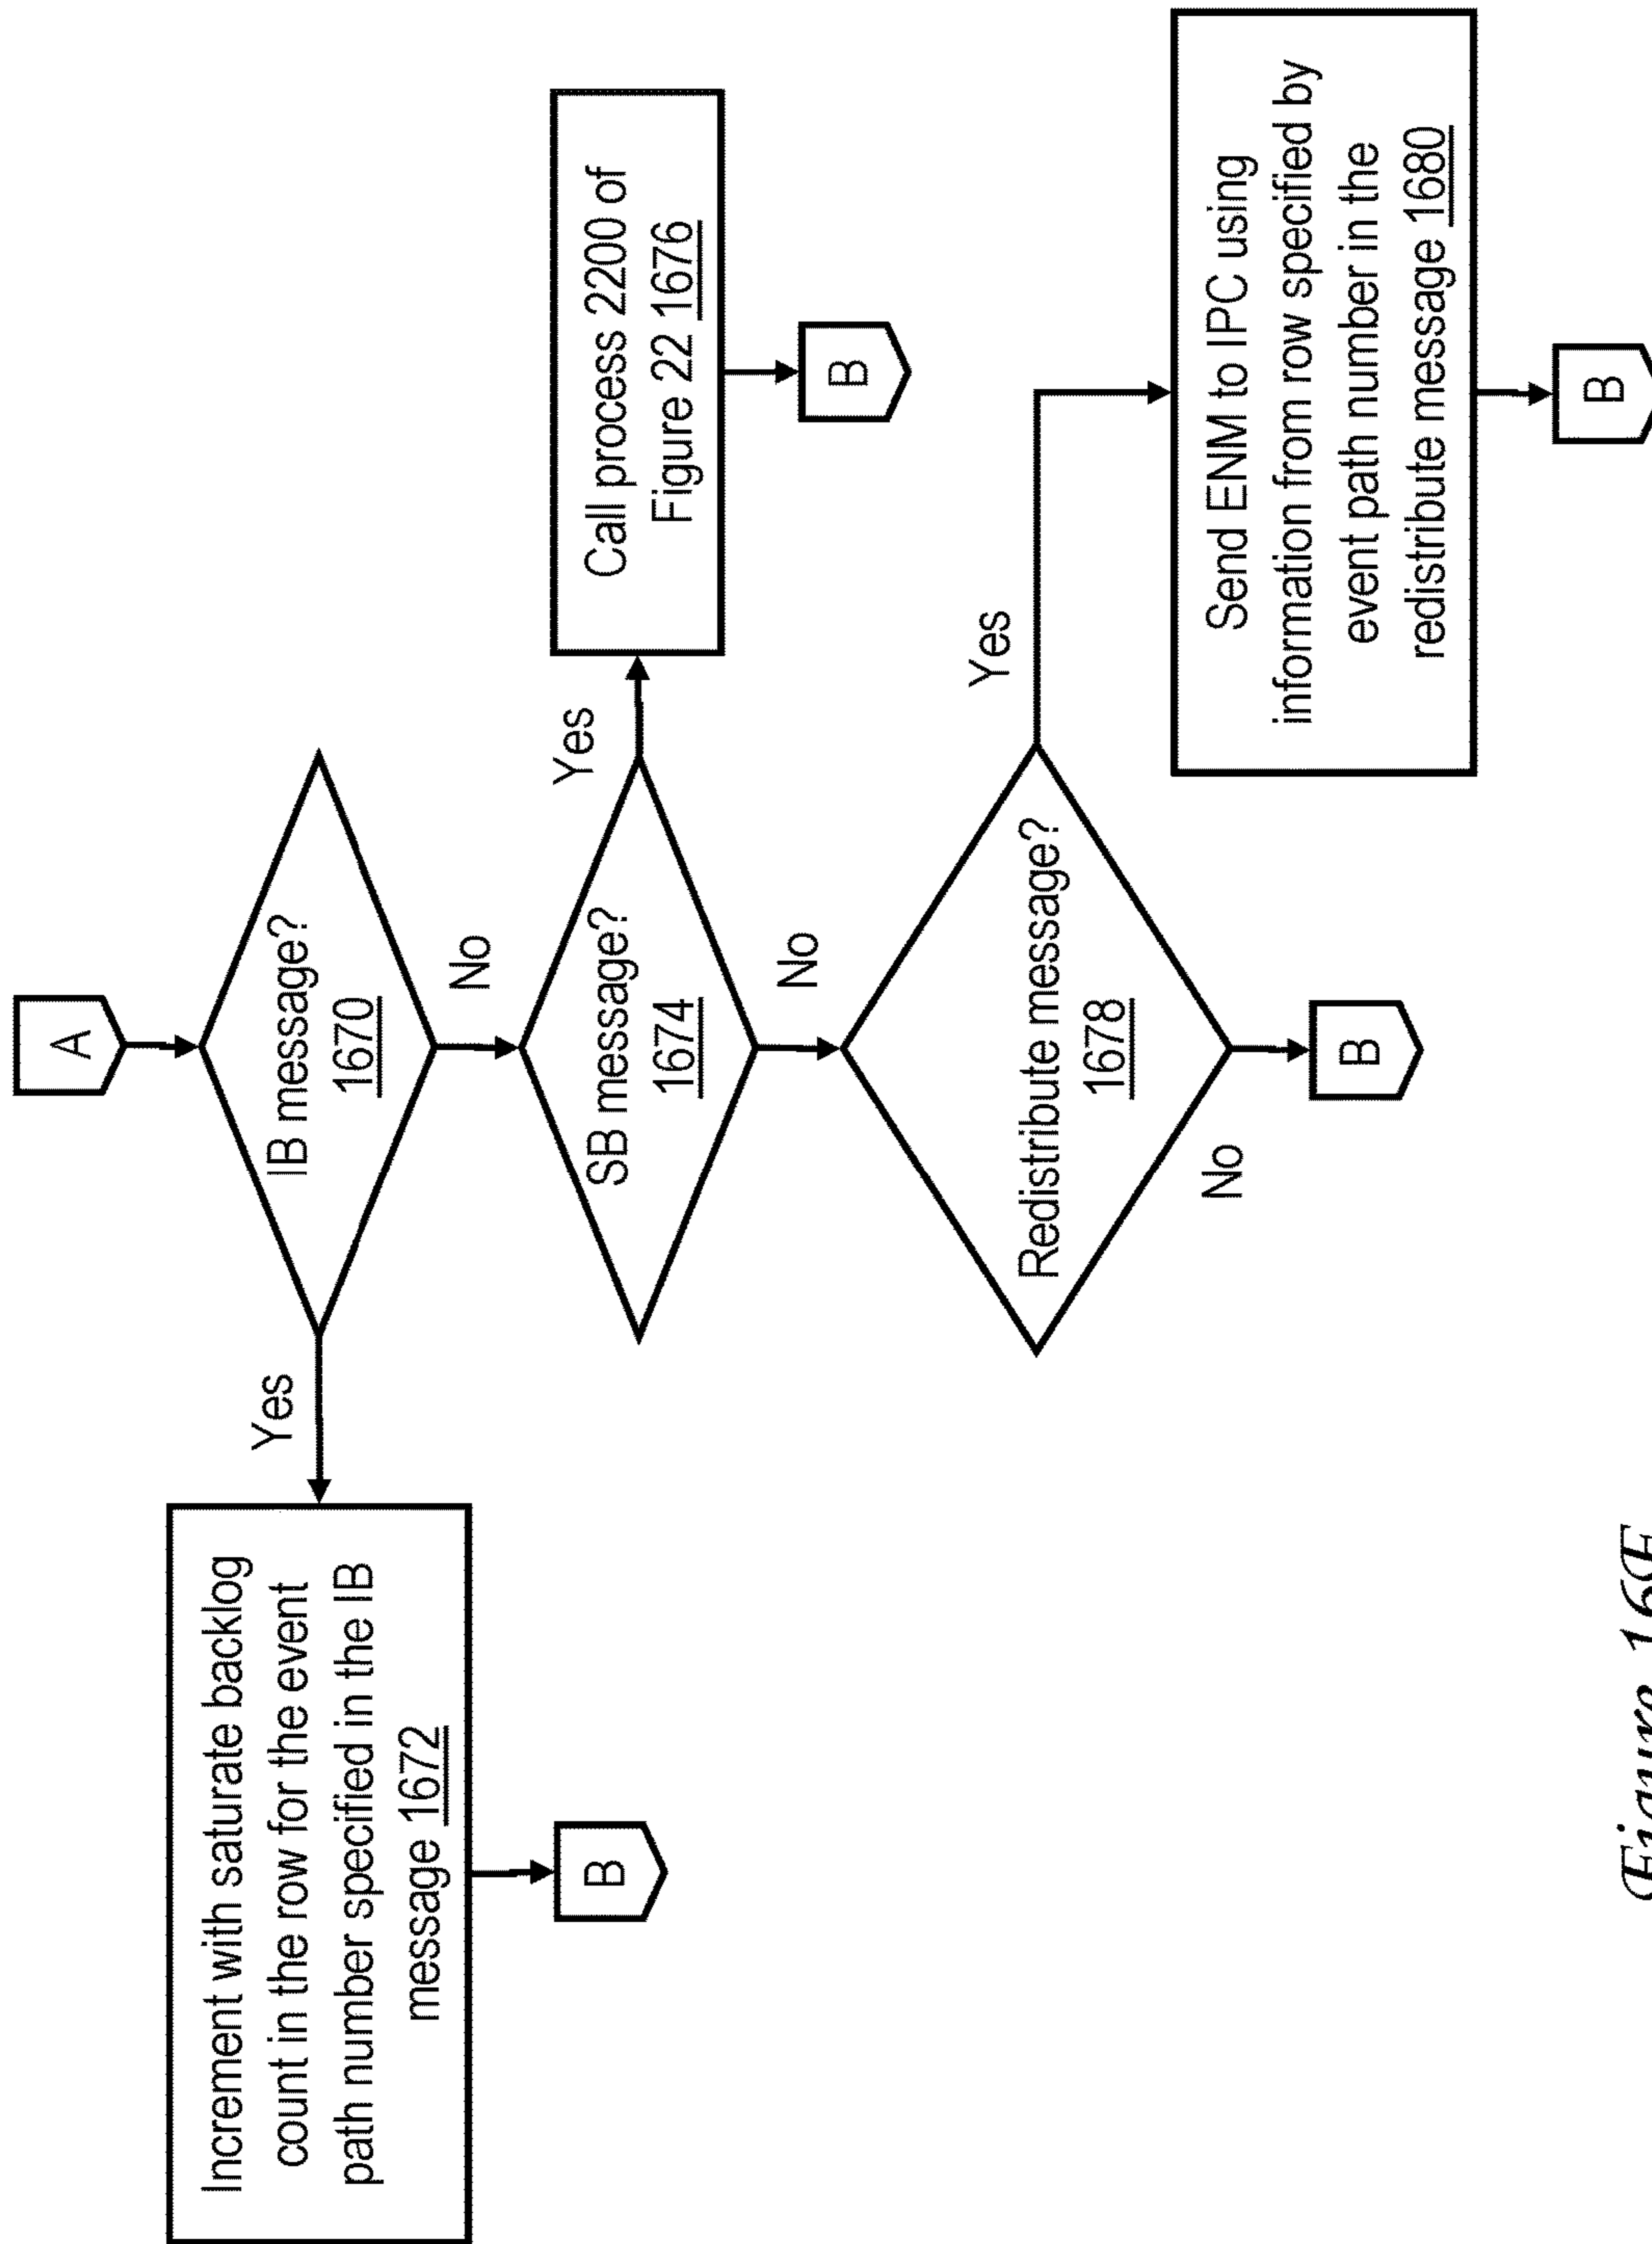 A
IB message?
1670
Yes
Increment with saturate backlog
count in the row for the event
path number specified in the IB
message 1672
B
No
SB message?
1674
Yes
Call process 2200 of
Figure 22 1676
B
No
Redistribute message?
1678
Yes
Send ENM to IPC using
information from row specified by
event path number in the
redistribute message 1680
B
No
B
Figure